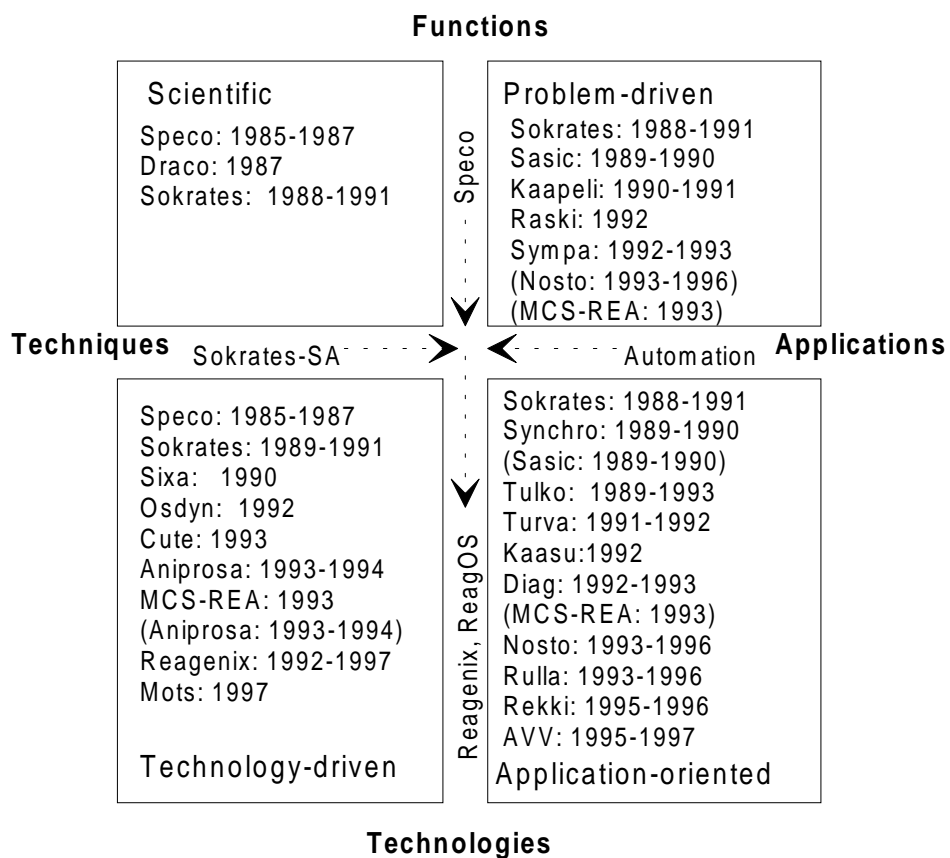 Functions
Scientific
Speco: 1985-1987
Draco: 1987
Sokrates: 1988-1991
Speco
Problem-driven
Sokrates: 1988-1991
Sasic: 1989-1990
Kaapeli: 1990-1991
Raski: 1992
Sympa: 1992-1993
(Nosto: 1993-1996)
(MCS-REA: 1993)
Techniques
Sokrates-SA
Automation
Applications
Speco: 1985-1987
Sokrates: 1989-1991
Sixa: 1990
Osdyn: 1992
Cute: 1993
Aniprosa: 1993-1994
MCS-REA: 1993
(Aniprosa: 1993-1994)
Reagenix: 1992-1997
Mots: 1997
Technology-driven
Reagenix, ReagOS
Sokrates: 1988-1991
Synchro: 1989-1990
(Sasic: 1989-1990)
Tulko: 1989-1993
Turva: 1991-1992
Kaasu:1992
Diag: 1992-1993
(MCS-REA: 1993)
Nosto: 1993-1996
Rulla: 1993-1996
Rekki: 1995-1996
AVV: 1995-1997
Application-oriented
Technologies